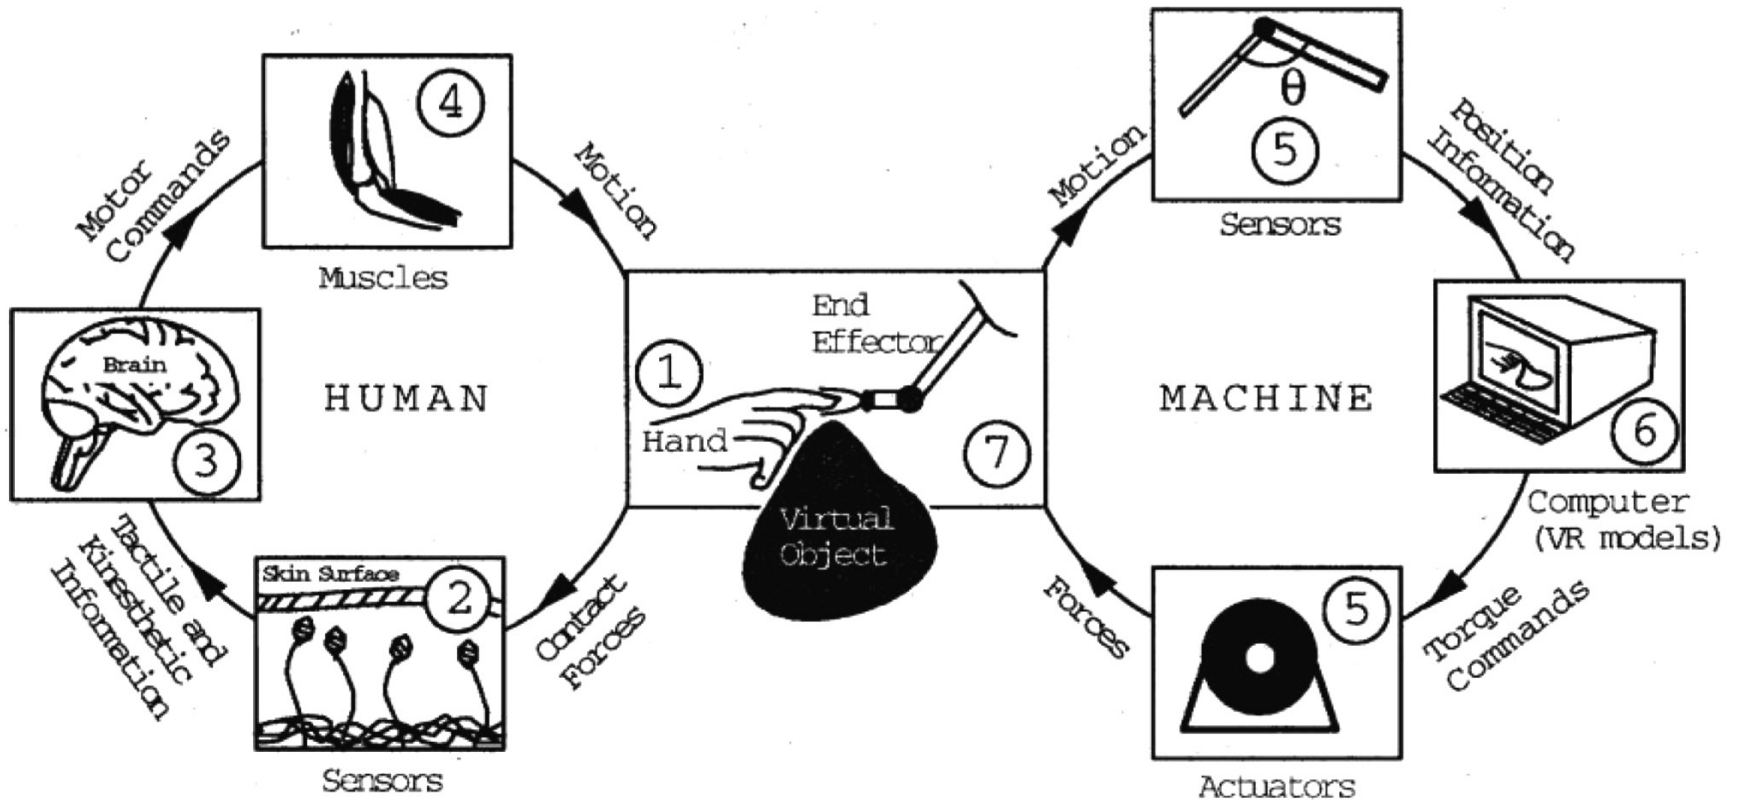 4
Muscles
Motor
Commands
Motion
Brain
3
HUMAN
Tactile and
Kinesthetic
Information
Skin Surface
2
Sensors
Contact
Forces
1
Hand
End
Effector
7
Virtual
Object
Motion
θ
5
Sensors
Position
Information
MACHINE
6
Computer
(VR models)
Torque
Commands
5
Actuators
Forces